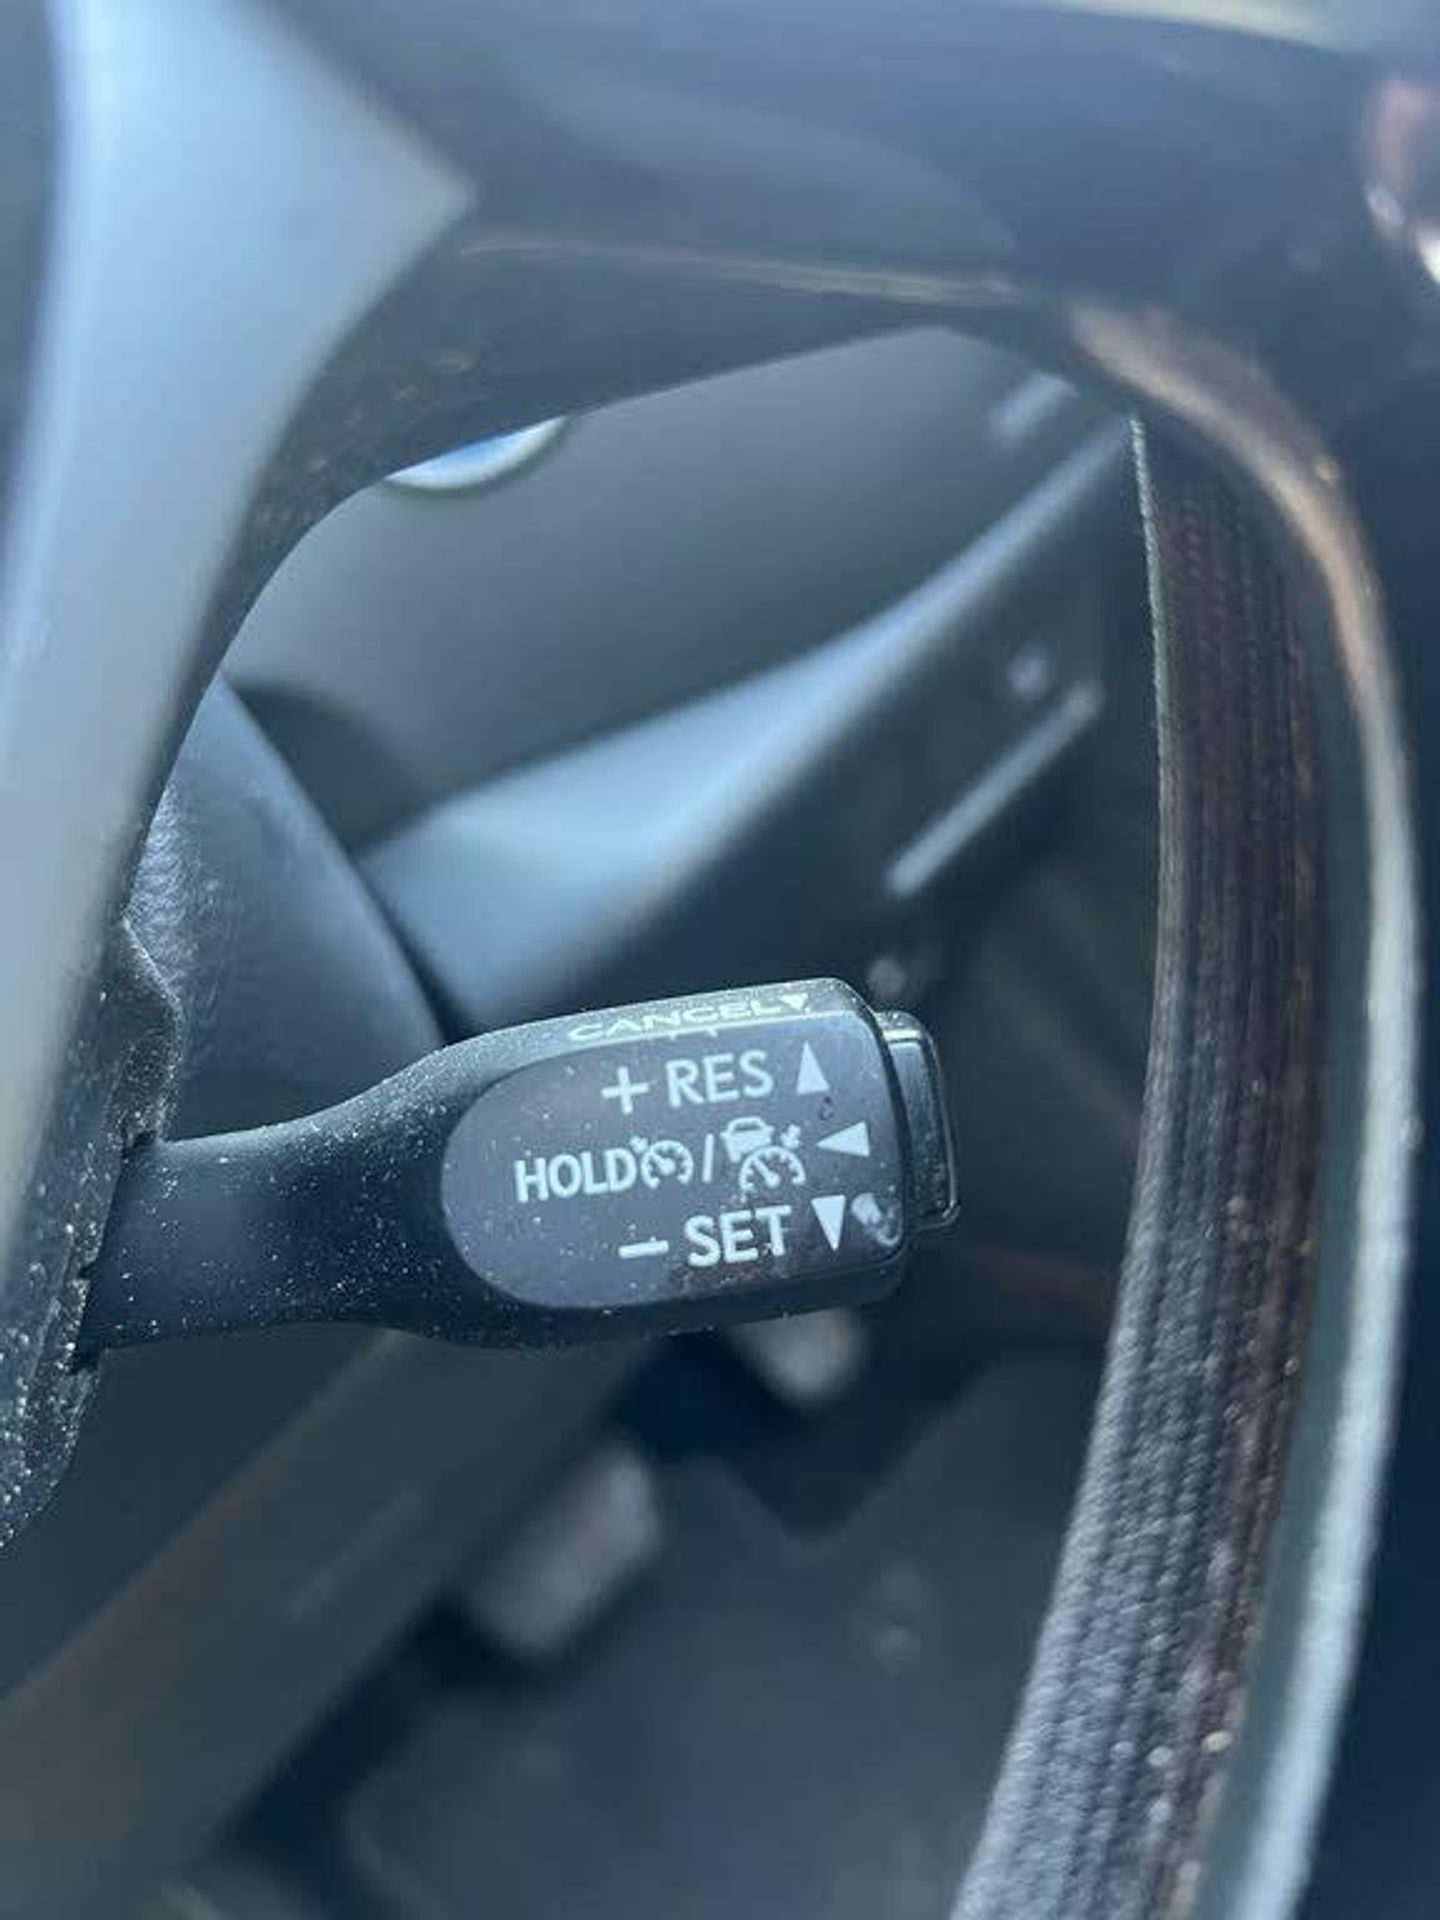 CANCEL
+ RES
HOLD /
− SET